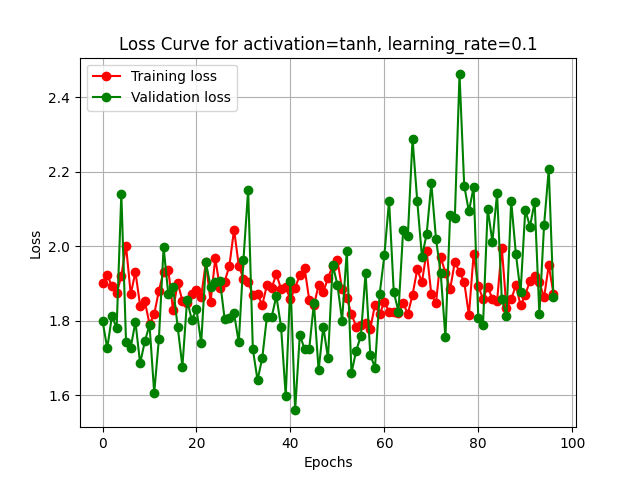 Loss Curve for activation=tanh, learning_rate=0.1
Training loss
Validation loss
2.4
2.2
2.0
1.8
1.6
Loss
0 20 40 60 80 100
Epochs